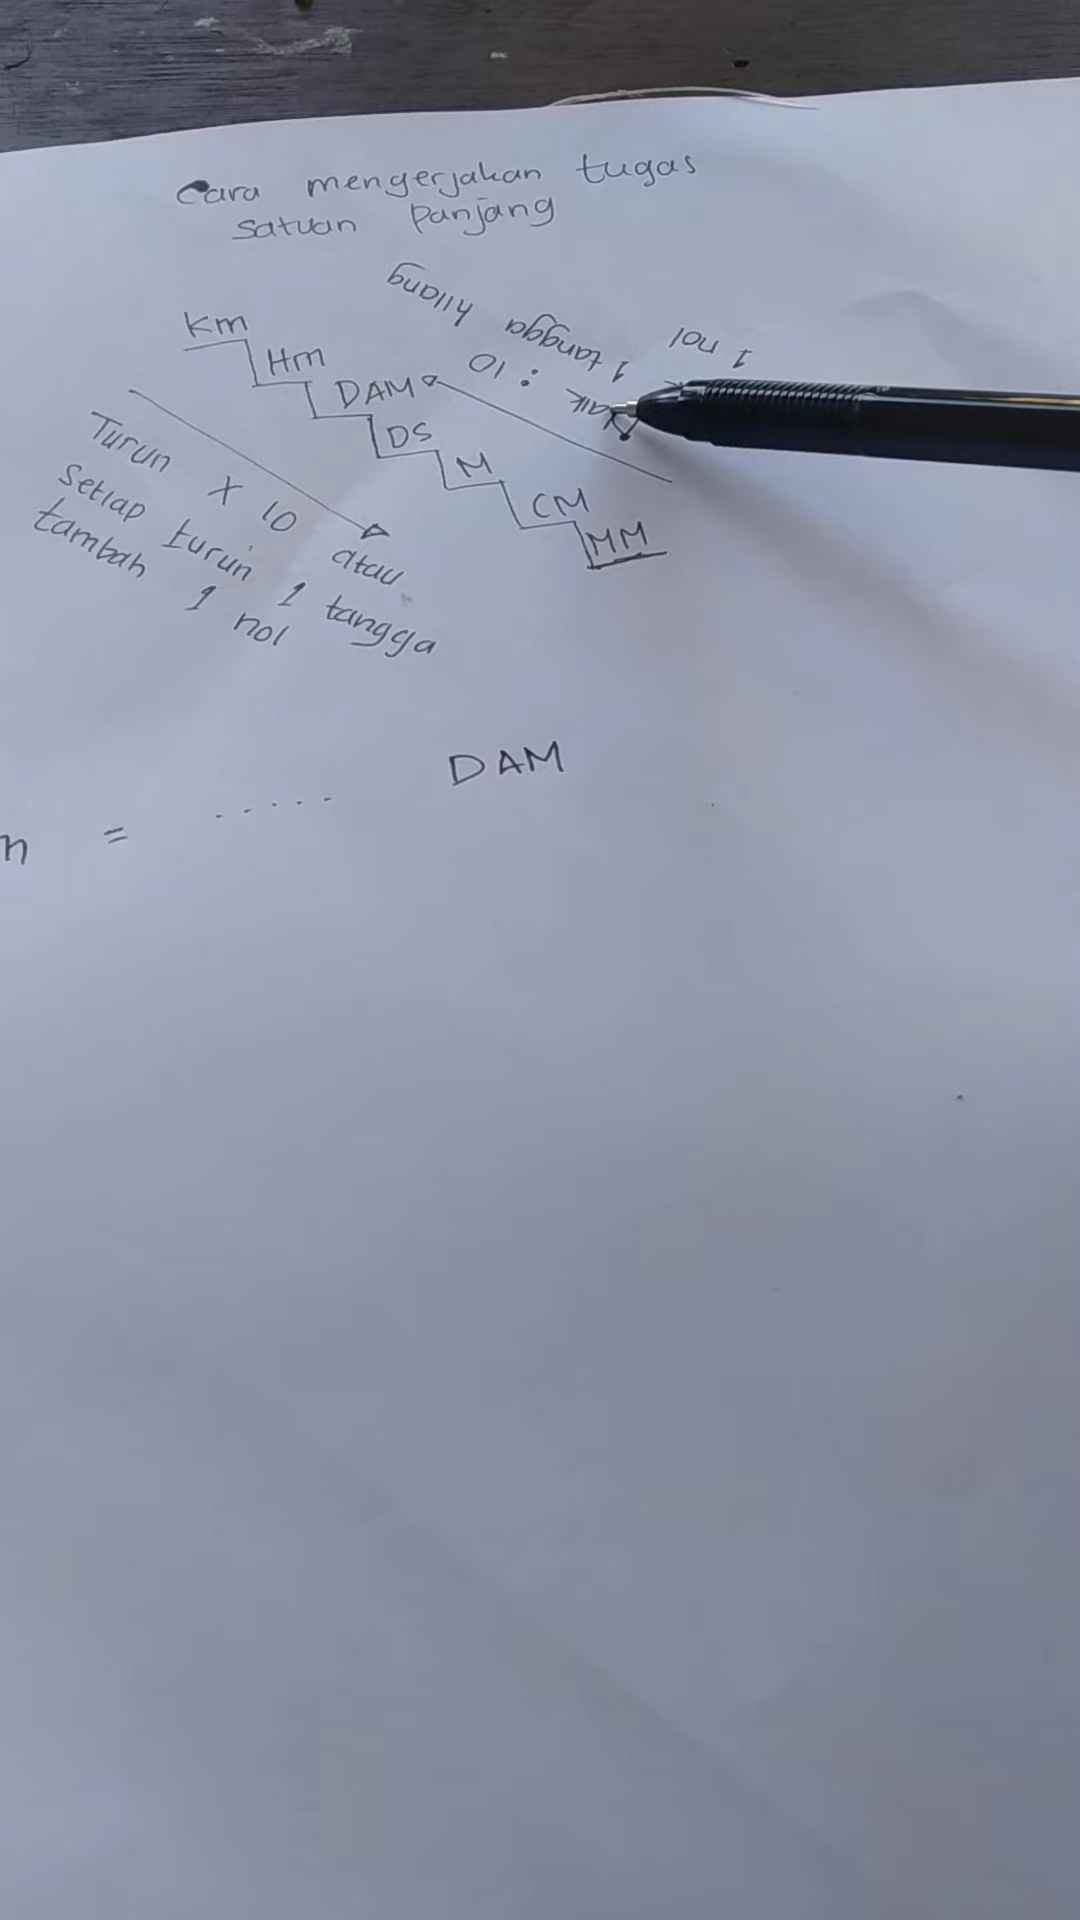 Cara mengerjakan tugas
satuan panjang
Km
Hm
DAM
DS
M
CM
MM
Turun x 10 atau
setiap turun 1 tangga
tambah 1 nol
: 10
1 tangga hilang
1 nol
= ..... DAM